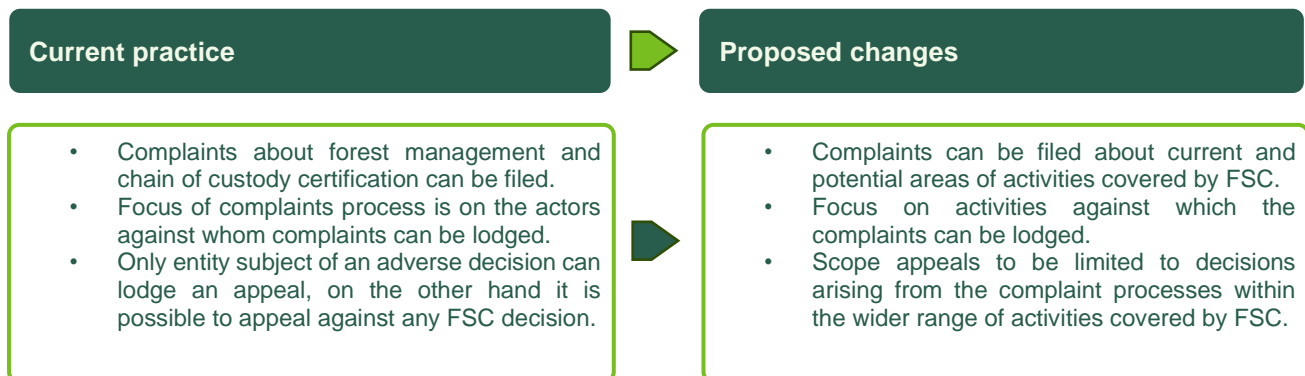 Current practice
Proposed changes
• Complaints about forest management and
chain of custody certification can be filed.
• Focus of complaints process is on the actors
against whom complaints can be lodged.
• Only entity subject of an adverse decision can
lodge an appeal, on the other hand it is
possible to appeal against any FSC decision.
• Complaints can be filed about current and
potential areas of activities covered by FSC.
• Focus on activities against which the
complaints can be lodged.
• Scope appeals to be limited to decisions
arising from the complaint processes within
the wider range of activities covered by FSC.